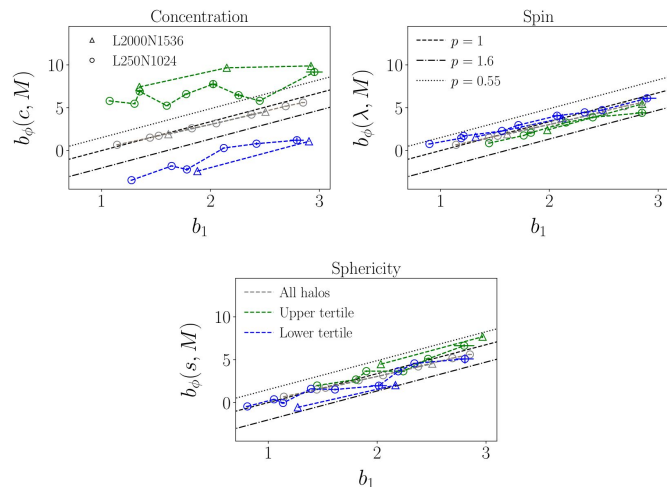 Concentration
L2000N1536
L250N1024
10
5
0
b_ϕ(c, M)
1 2 3
b_1
Spin
p = 1
p = 1.6
p = 0.55
10
5
0
b_ϕ(λ, M)
1 2 3
b_1
Sphericity
All halos
Upper tertile
Lower tertile
10
5
0
b_ϕ(s, M)
1 2 3
b_1